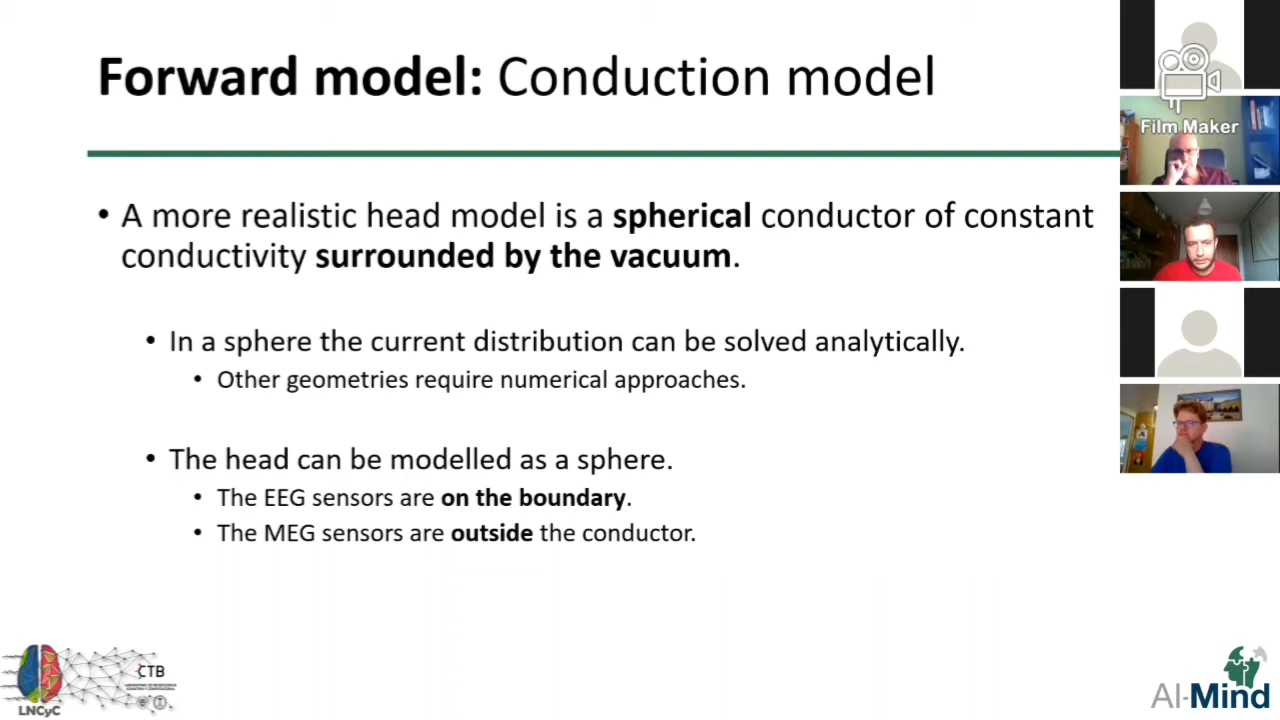 Forward model: Conduction model
Film Maker
• A more realistic head model is a spherical conductor of constant
conductivity surrounded by the vacuum.
• In a sphere the current distribution can be solved analytically.
• Other geometries require numerical approaches.
• The head can be modelled as a sphere.
• The EEG sensors are on the boundary.
• The MEG sensors are outside the conductor.
CTB
LNCyC
AI-Mind